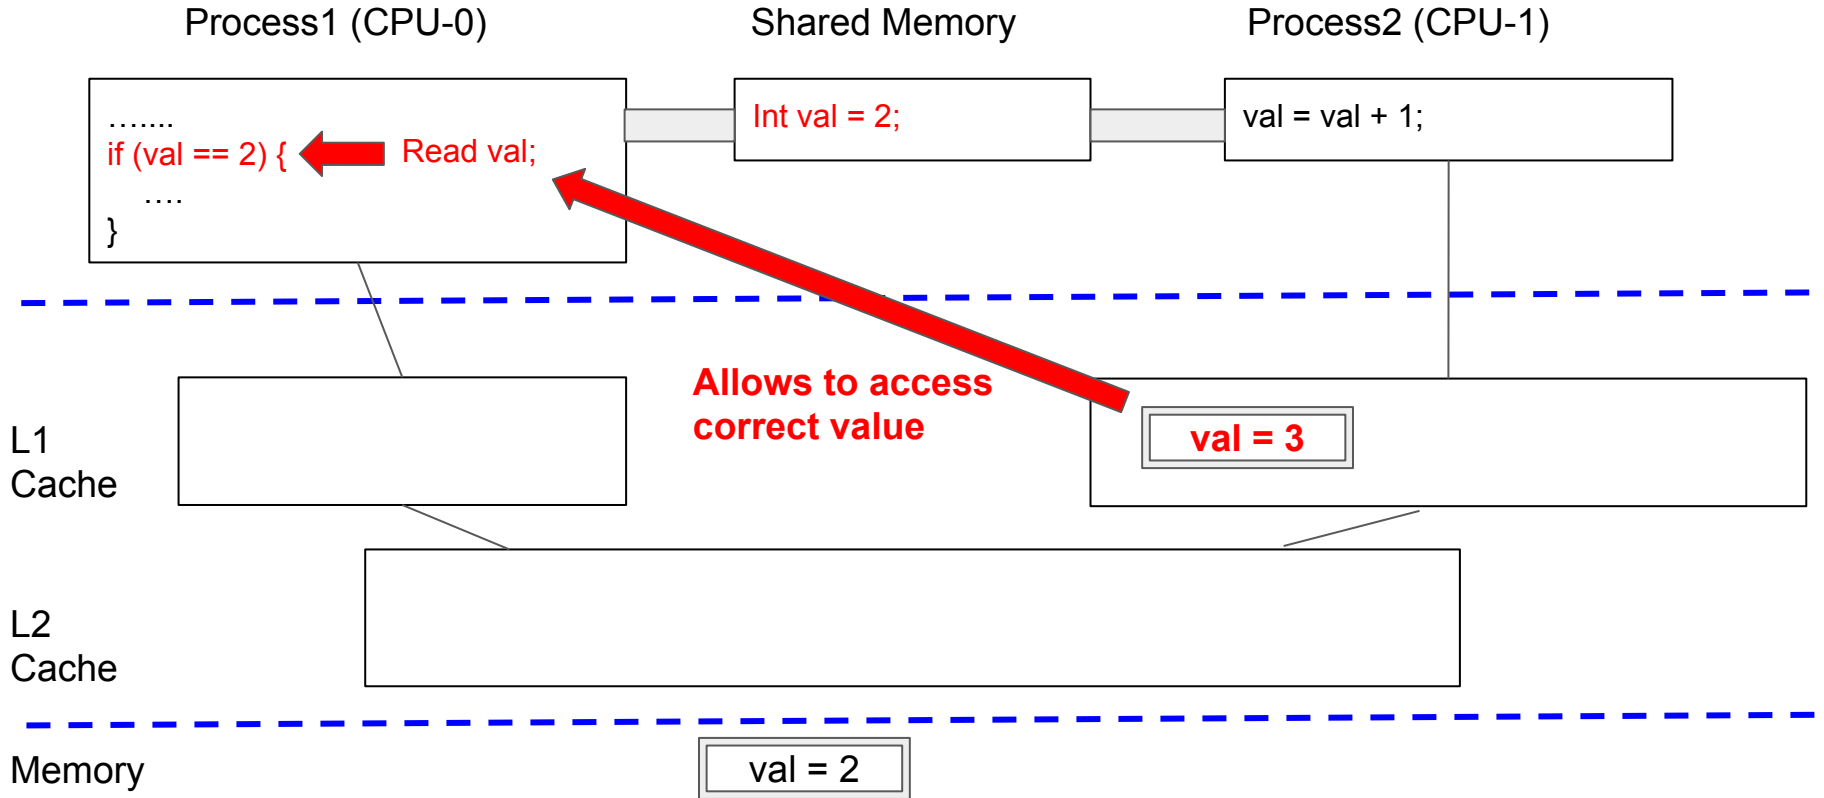 Process1 (CPU-0)
Shared Memory
Process2 (CPU-1)
…....
if (val == 2) {
Read val;
….
}
Int val = 2;
val = val + 1;
Allows to access
correct value
L1
Cache
val = 3
L2
Cache
Memory
val = 2